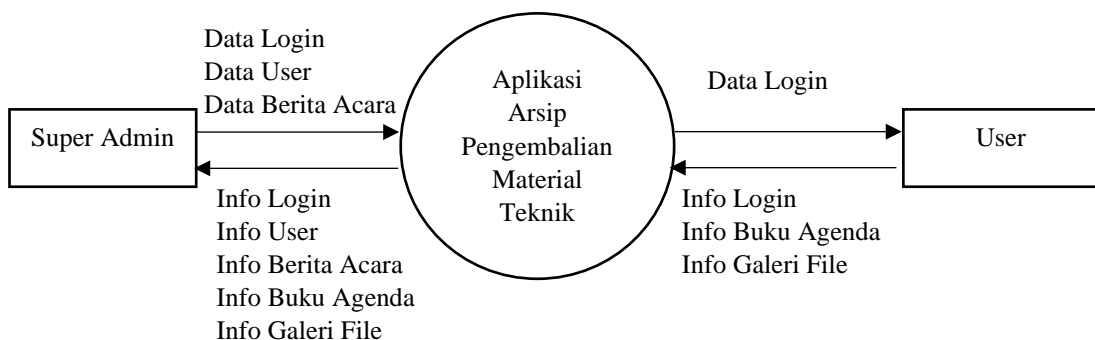 Data Login
Data User
Data Berita Acara
Super Admin
Info Login
Info User
Info Berita Acara
Info Buku Agenda
Info Galeri File
Aplikasi
Arsip
Pengembalian
Material
Teknik
Data Login
Info Login
Info Buku Agenda
Info Galeri File
User